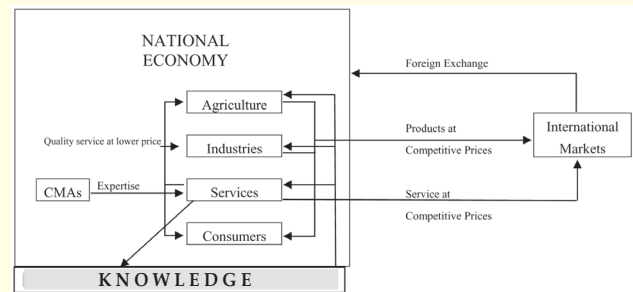 NATIONAL
ECONOMY
Foreign Exchange
Agriculture
Products at
Competitive Prices
International
Markets
Quality service at lower price
Industries
CMAs
Expertise
Services
Service at
Competitive Prices
Consumers
KNOWLEDGE